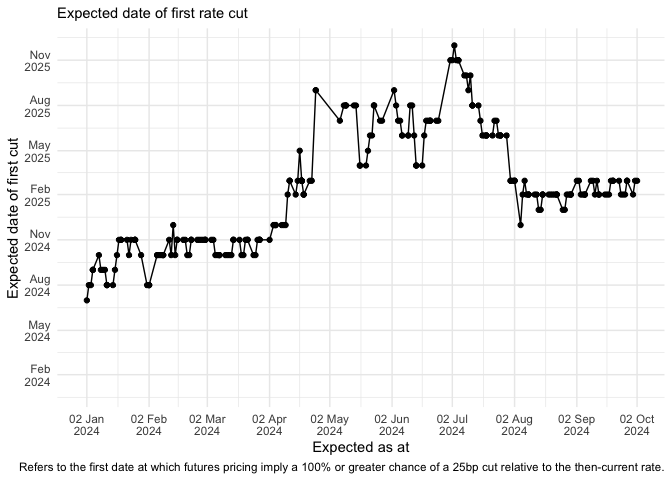 Expected date of first rate cut
Expected date of first cut
Nov
2025
Aug
2025
May
2025
Feb
2025
Nov
2024
Aug
2024
May
2024
Feb
2024
02 Jan
2024
02 Feb
2024
02 Mar
2024
02 Apr
2024
02 May
2024
02 Jun
2024
02 Jul
2024
02 Aug
2024
02 Sep
2024
02 Oct
2024
Expected as at
Refers to the first date at which futures pricing imply a 100% or greater chance of a 25bp cut relative to the then-current rate.